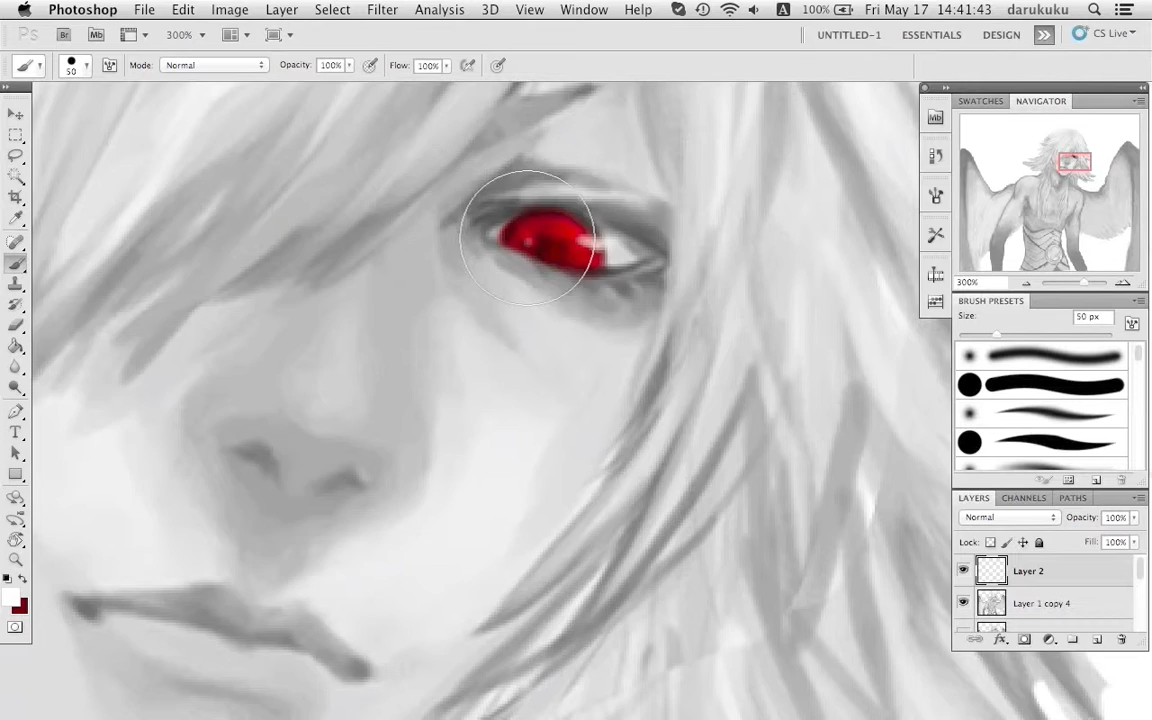 Photoshop File Edit Image Layer Select Filter Analysis 3D View Window Help A 100% Fri May 17 14:41:43 darukuku
Ps Br Mb 300% UNTITLED-1 ESSENTIALS DESIGN CS Live
50 Mode: Normal Opacity: 100% Flow: 100%
SWATCHES NAVIGATOR
Mb
300%
BRUSH PRESETS
Size: 50 px
LAYERS CHANNELS PATHS
Normal Opacity: 100%
Lock: Fill: 100%
Layer 2
Layer 1 copy 4
T